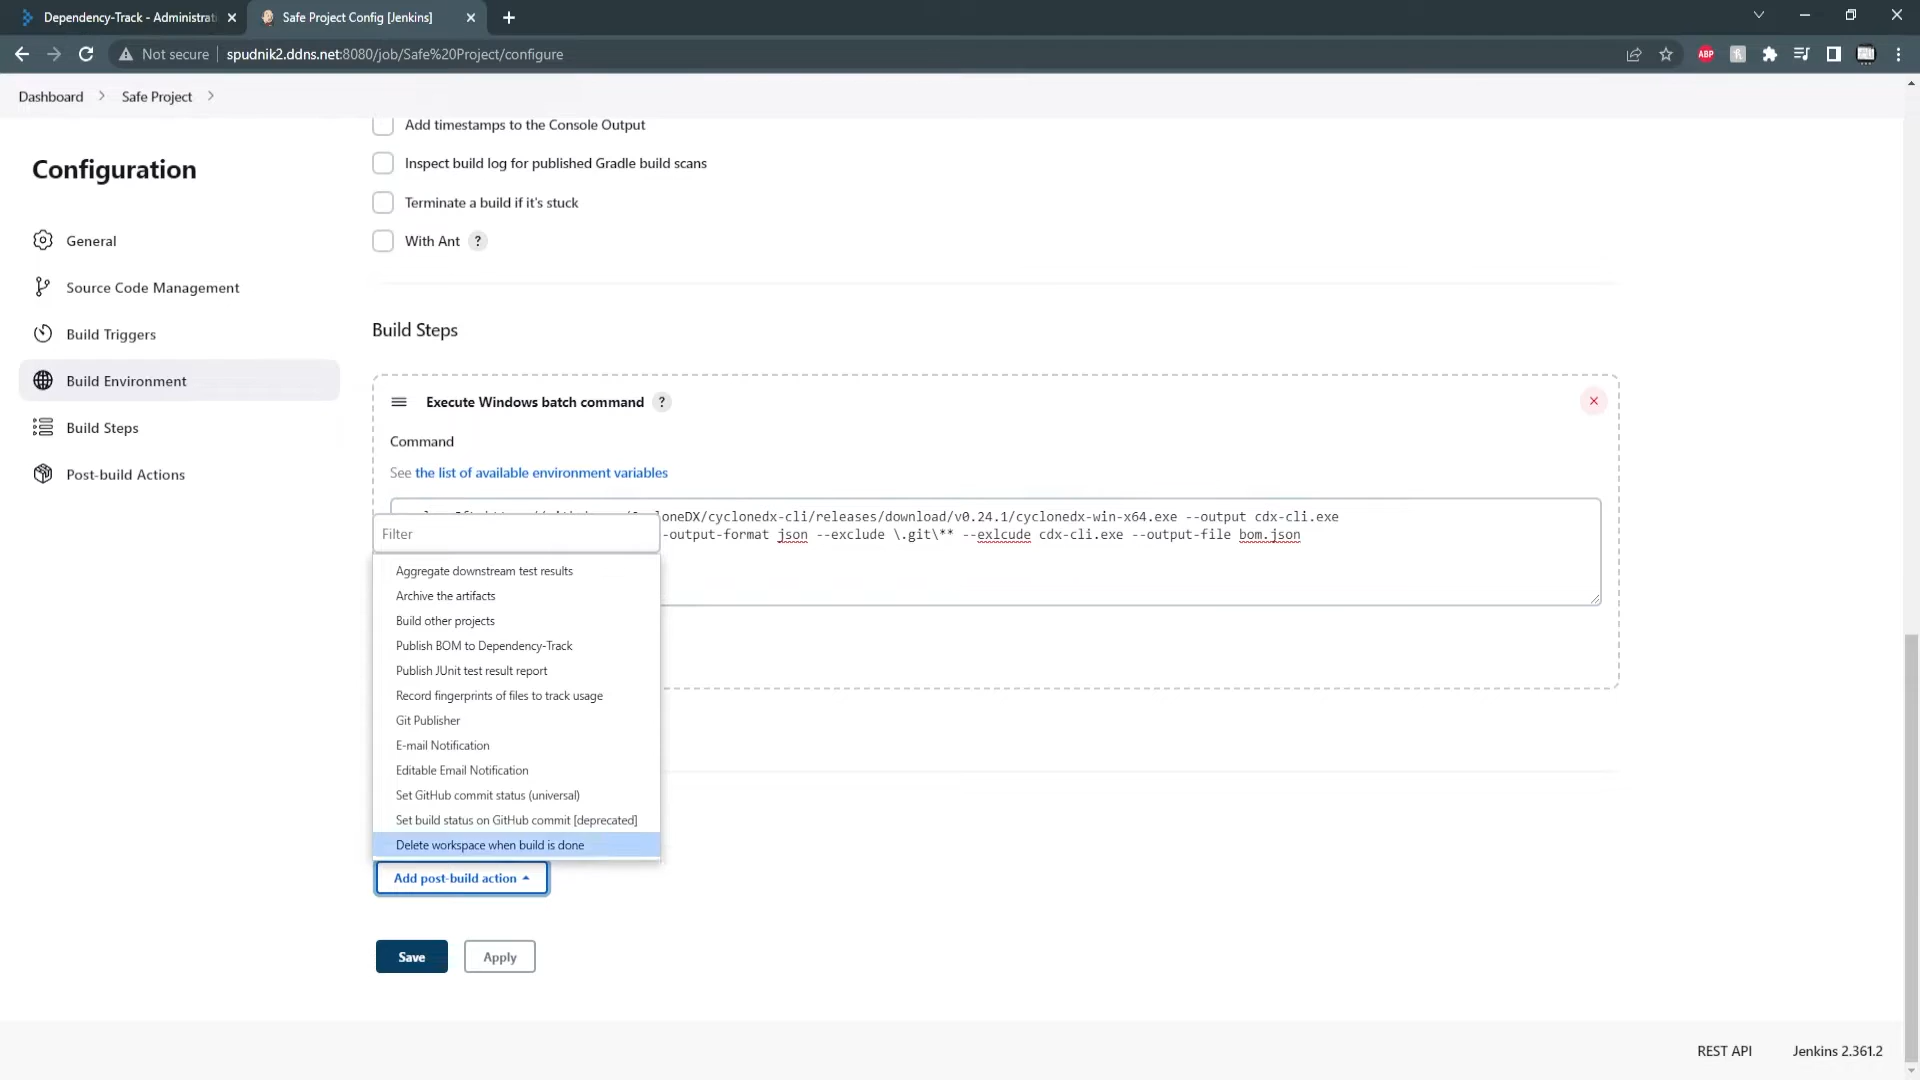 Dependency-Track - Administrati
Safe Project Config [Jenkins]
Not secure
spudnik2.ddns.net:8080/job/Safe%20Project/configure
ABP
Dashboard
Safe Project
Configuration
General
Source Code Management
Build Triggers
Build Environment
Build Steps
Post-build Actions
Add timestamps to the Console Output
Inspect build log for published Gradle build scans
Terminate a build if it's stuck
With Ant ?
Build Steps
Execute Windows batch command ?
Command
See the list of available environment variables
cloneDX/cyclonedx-cli/releases/download/v0.24.1/cyclonedx-win-x64.exe --output cdx-cli.exe
-output-format json --exclude \.git\** --exlcude cdx-cli.exe --output-file bom.json
Filter
Aggregate downstream test results
Archive the artifacts
Build other projects
Publish BOM to Dependency-Track
Publish JUnit test result report
Record fingerprints of files to track usage
Git Publisher
E-mail Notification
Editable Email Notification
Set GitHub commit status (universal)
Set build status on GitHub commit [deprecated]
Delete workspace when build is done
Add post-build action
Save
Apply
REST API
Jenkins 2.361.2